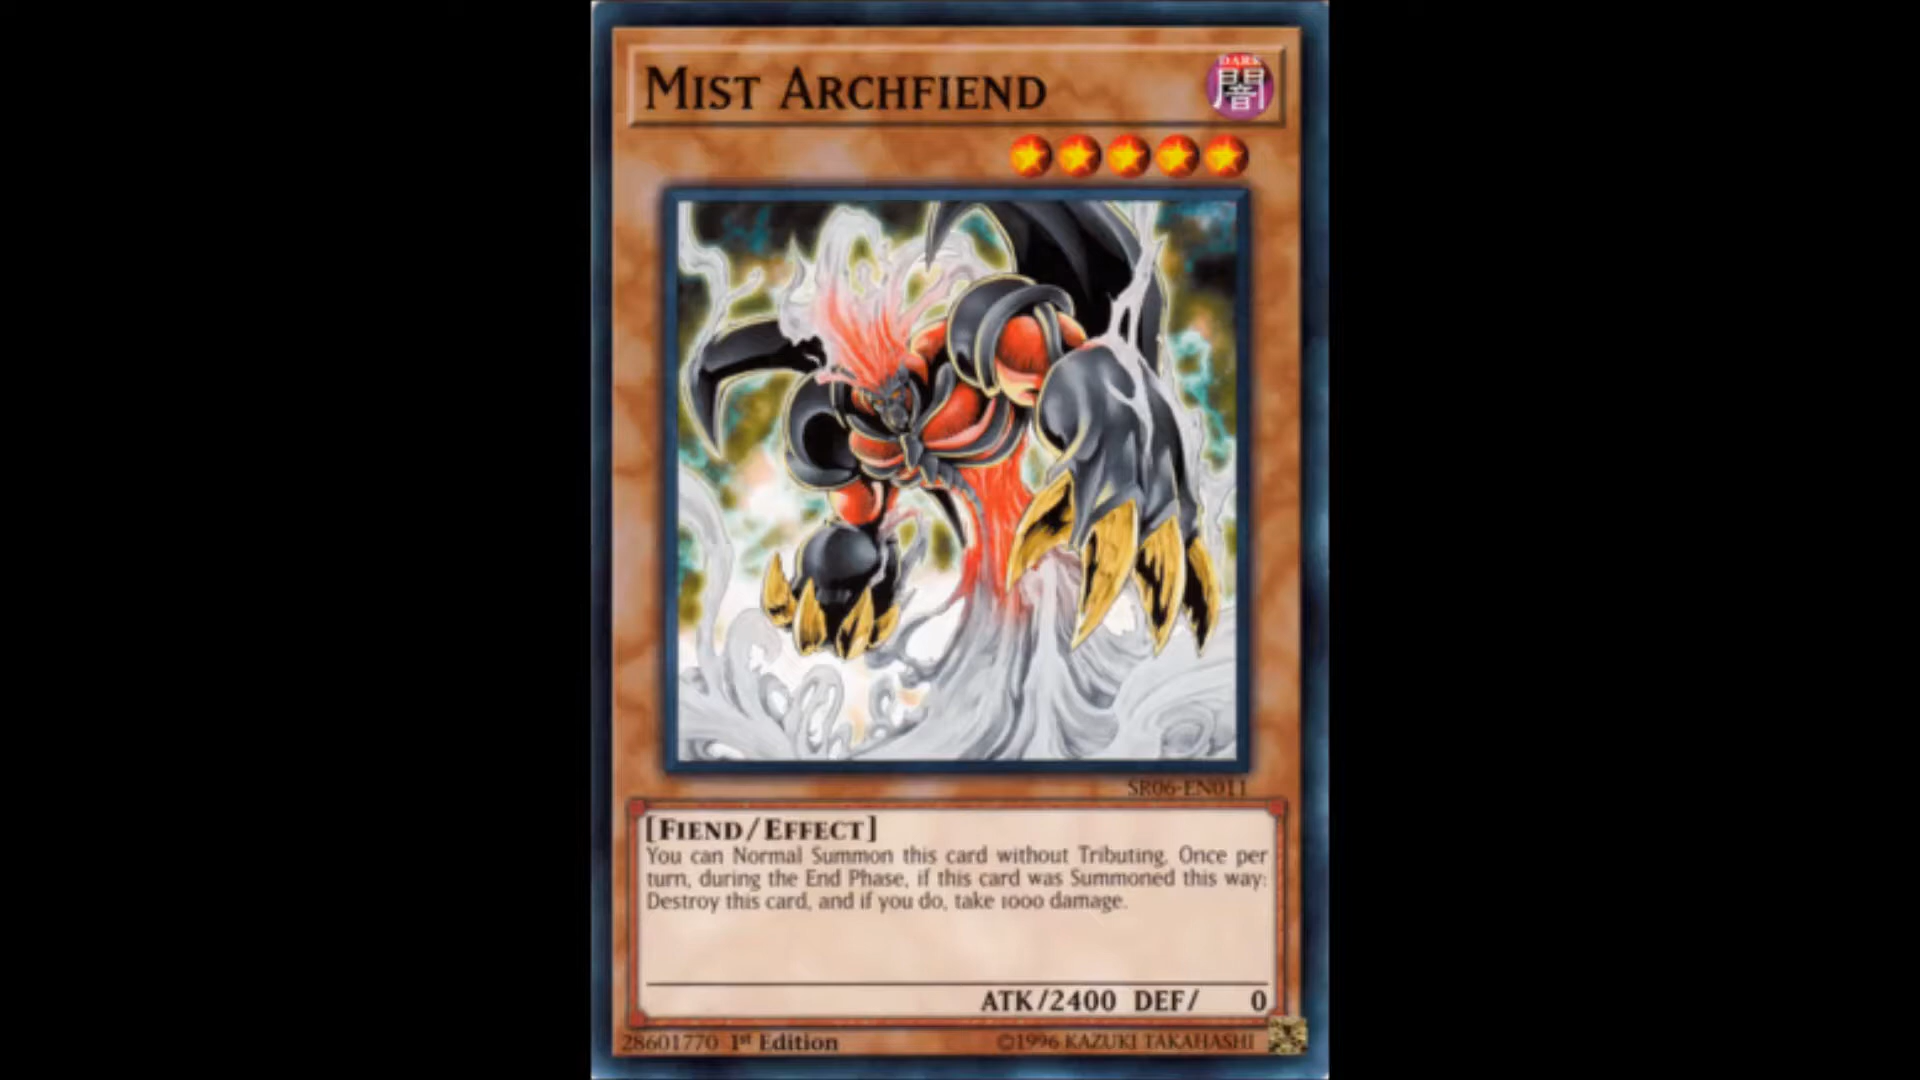 MIST ARCHFIEND
DARK
闇
SR06-EN011
[FIEND/EFFECT]
You can Normal Summon this card without Tributing. Once per
turn, during the End Phase, if this card was Summoned this way:
Destroy this card, and if you do, take 1000 damage.
ATK/2400 DEF/ 0
28601770 1st Edition ©1996 KAZUKI TAKAHASHI